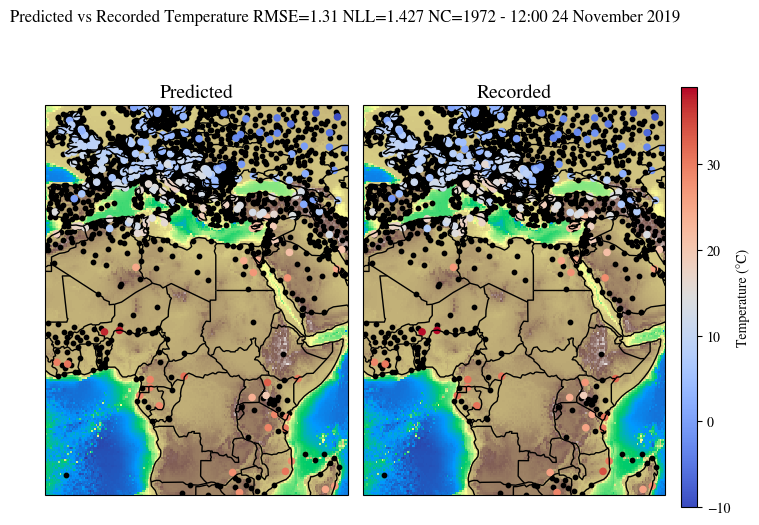 Predicted vs Recorded Temperature RMSE=1.31 NLL=1.427 NC=1972 - 12:00 24 November 2019
Predicted
Recorded
30
20
10
0
−10
Temperature (°C)